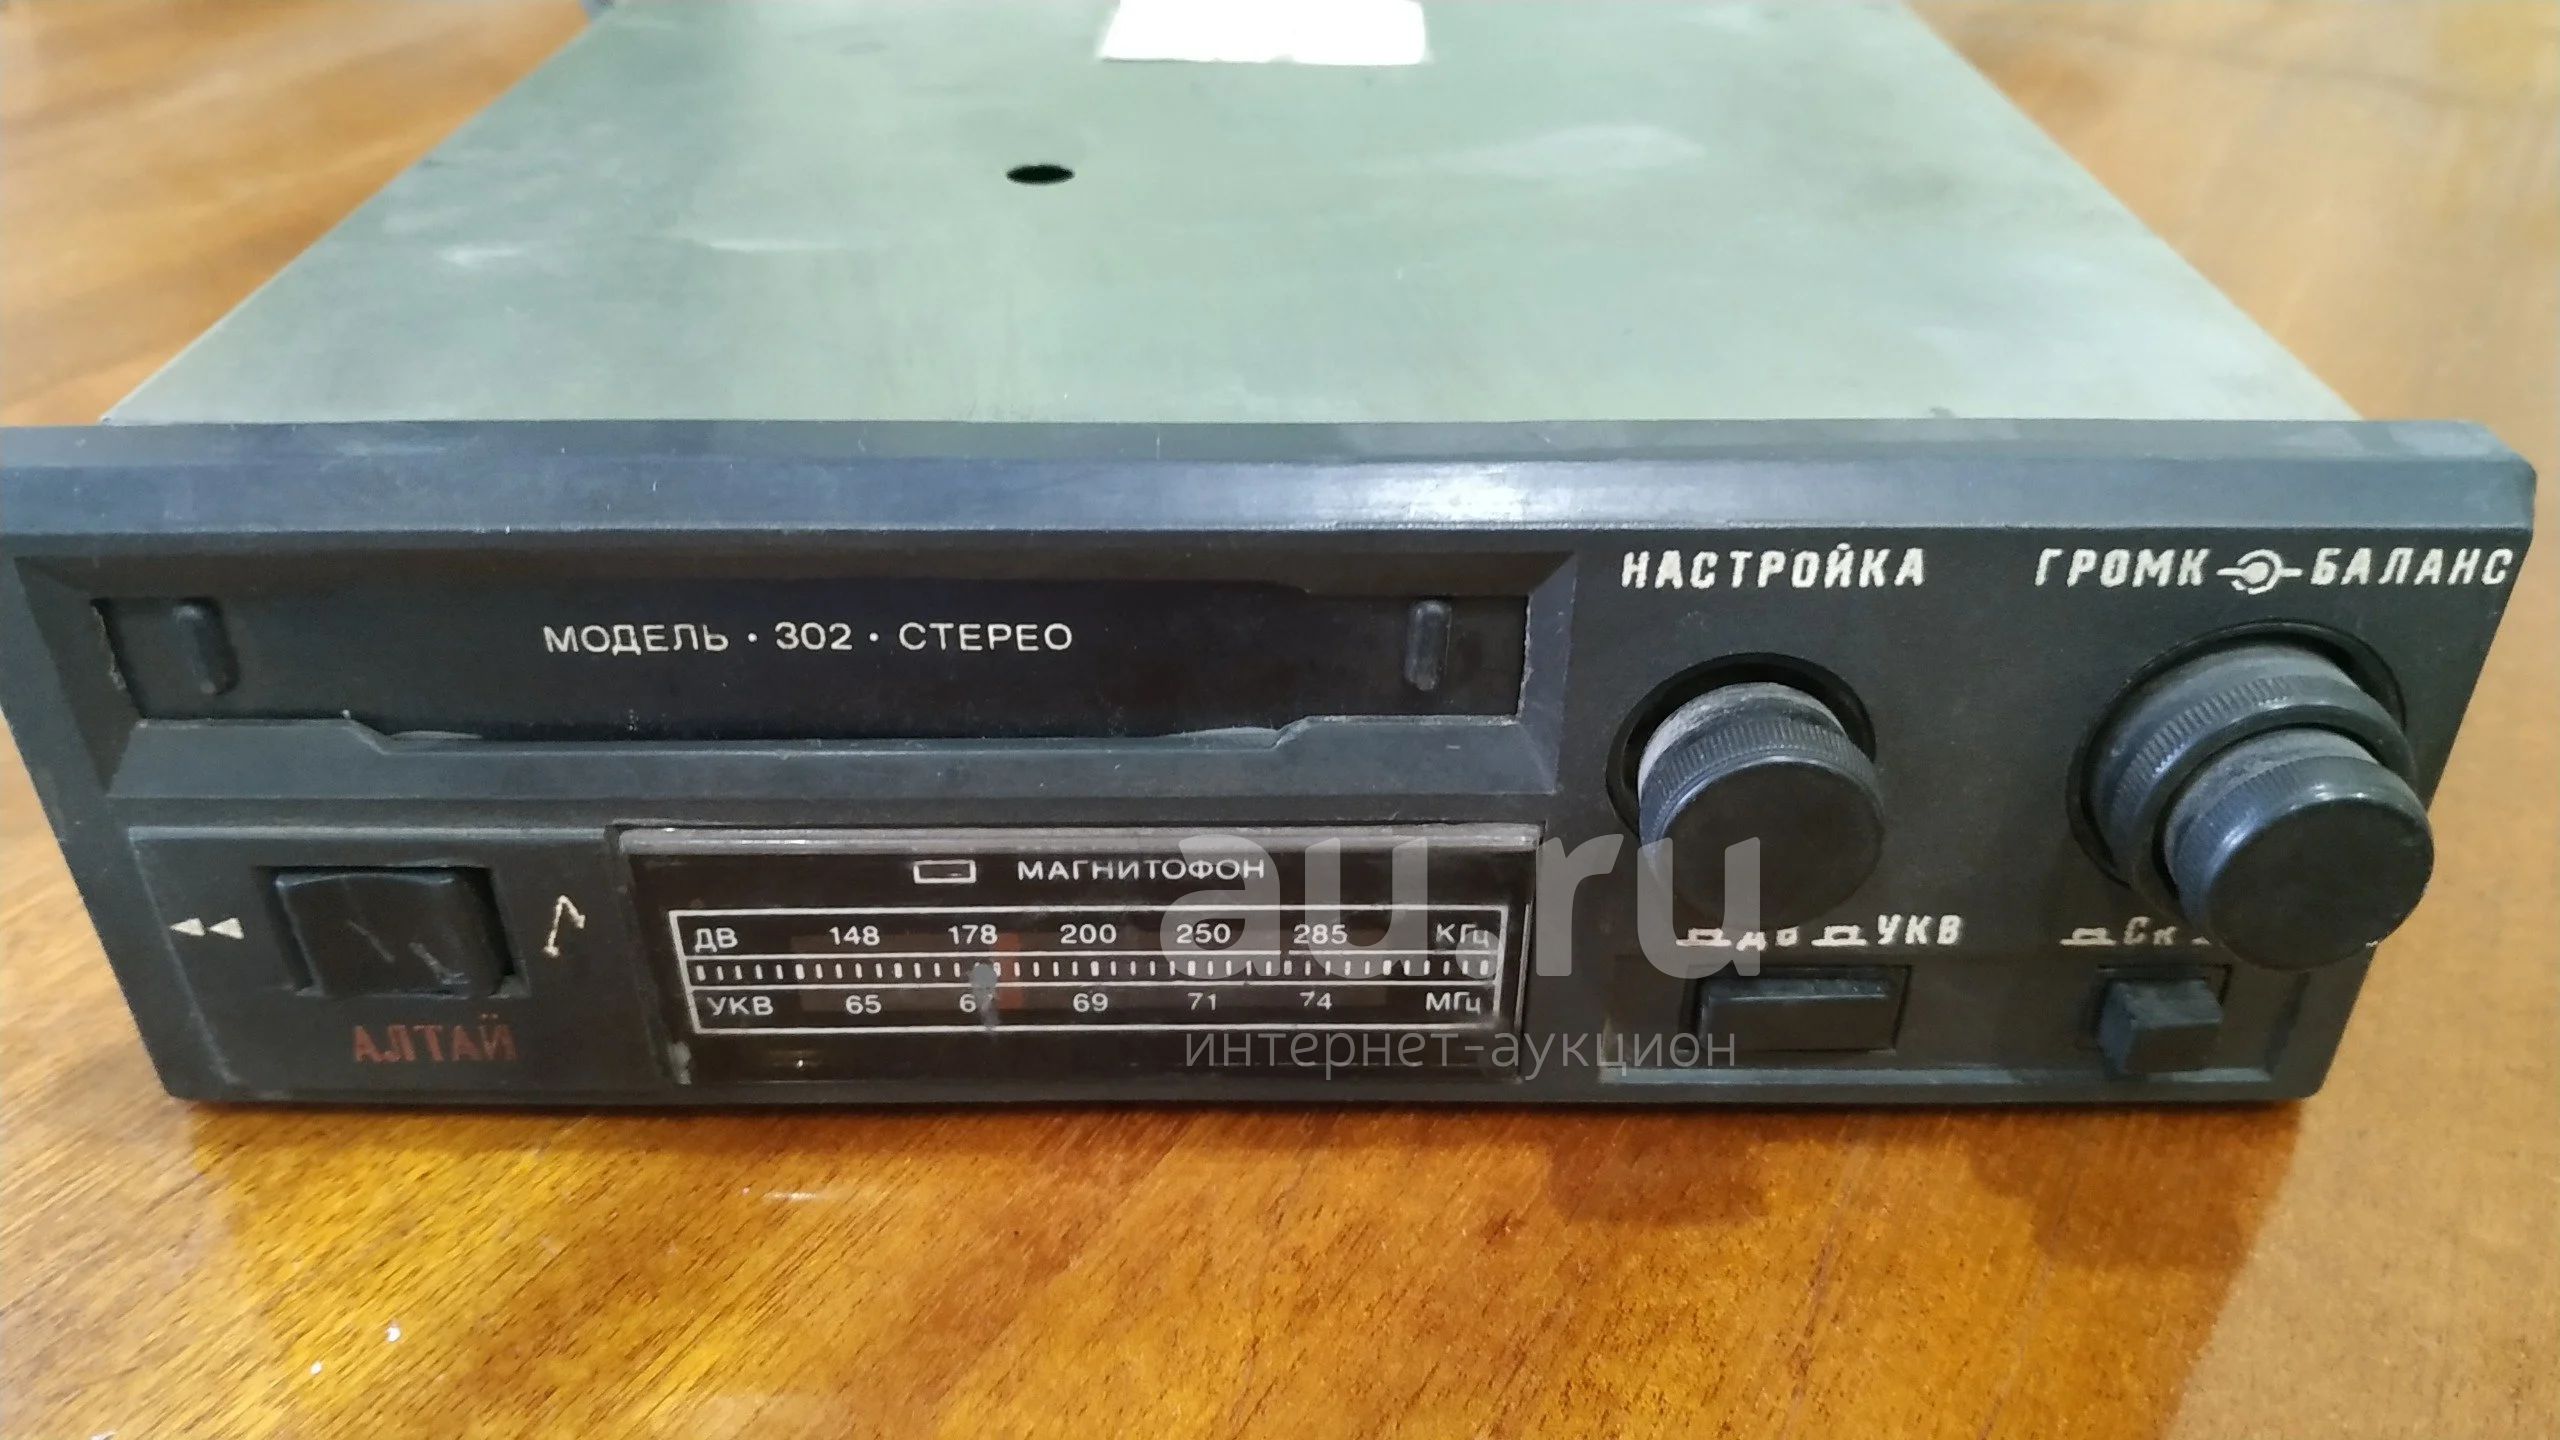 НАСТРОЙКА
ГРОМК БАЛАНС
МОДЕЛЬ · 302 · СТЕРЕО
МАГНИТОФОН
ДВ 148 178 200 250 285 КГц
УКВ 65 67 69 71 74 МГц
УКВ
АЛТАЙ
au.ru
интернет-аукцион